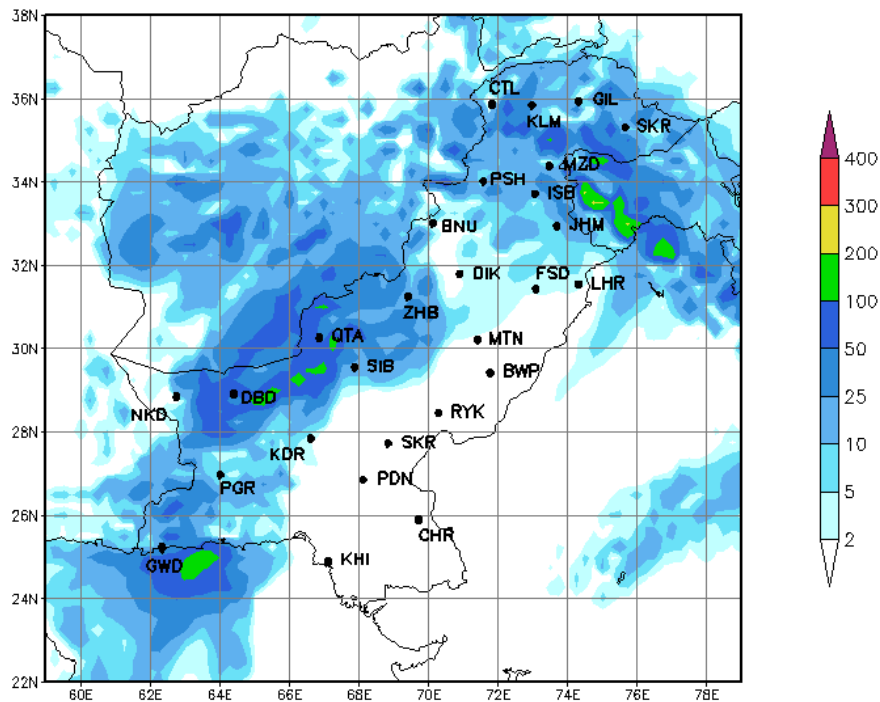 38N
36N
34N
32N
30N
28N
26N
24N
22N
CTL
GIL
KLM
SKR
MZD
PSH
ISB
BNU
JHM
DIK
FSD
LHR
ZHB
QTA
MTN
SIB
BWP
DBD
NKD
RYK
KDR
SKR
PGR
PDN
CHR
GWD
KHI
60E 62E 64E 66E 68E 70E 72E 74E 76E 78E
400
300
200
100
50
25
10
5
2